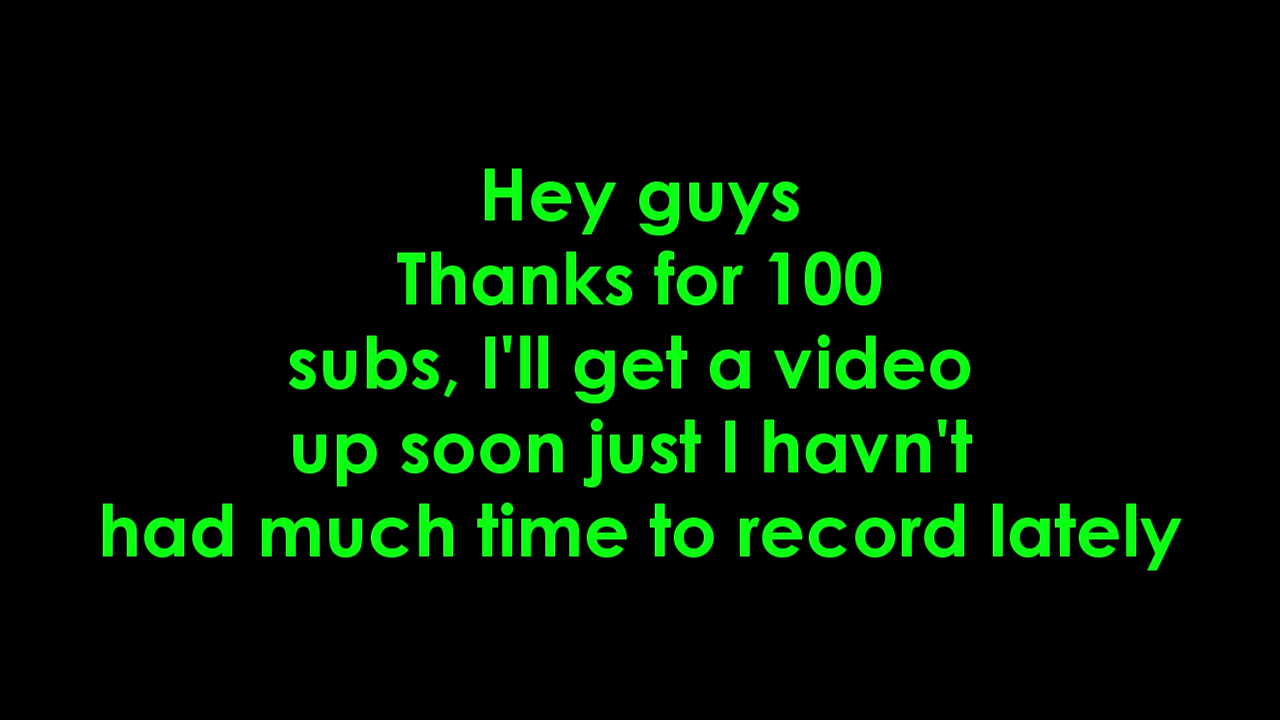 Hey guys
Thanks for 100
subs, I'll get a video
up soon just I havn't
had much time to record lately